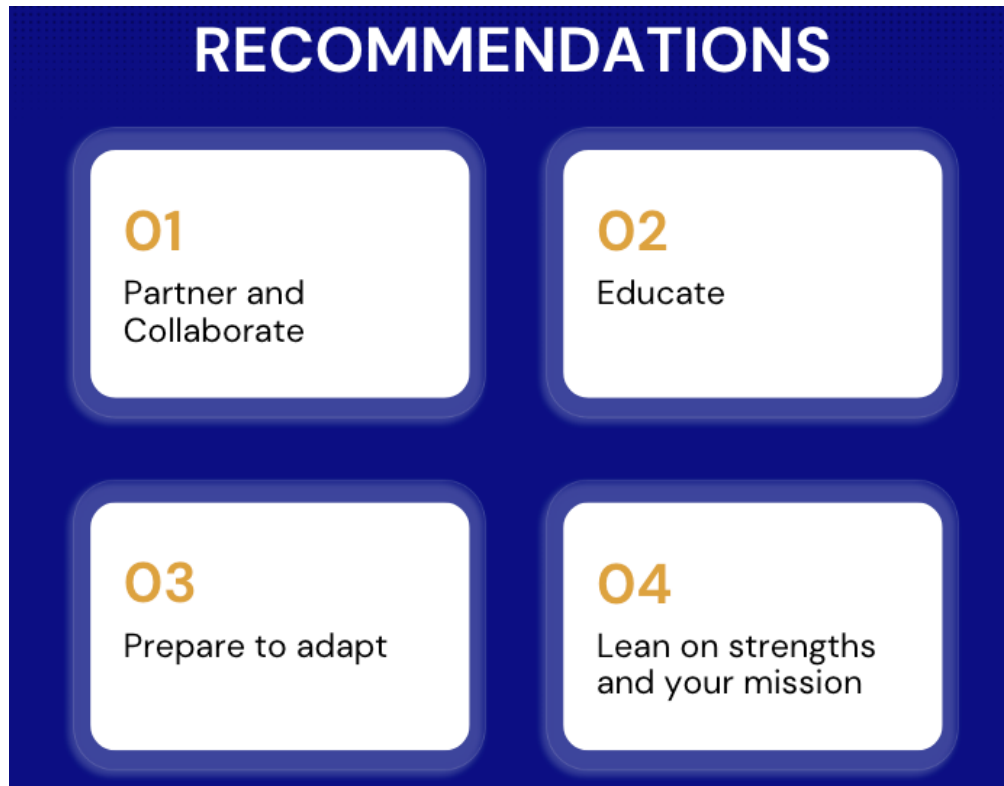 RECOMMENDATIONS
01
Partner and
Collaborate
02
Educate
03
Prepare to adapt
04
Lean on strengths
and your mission